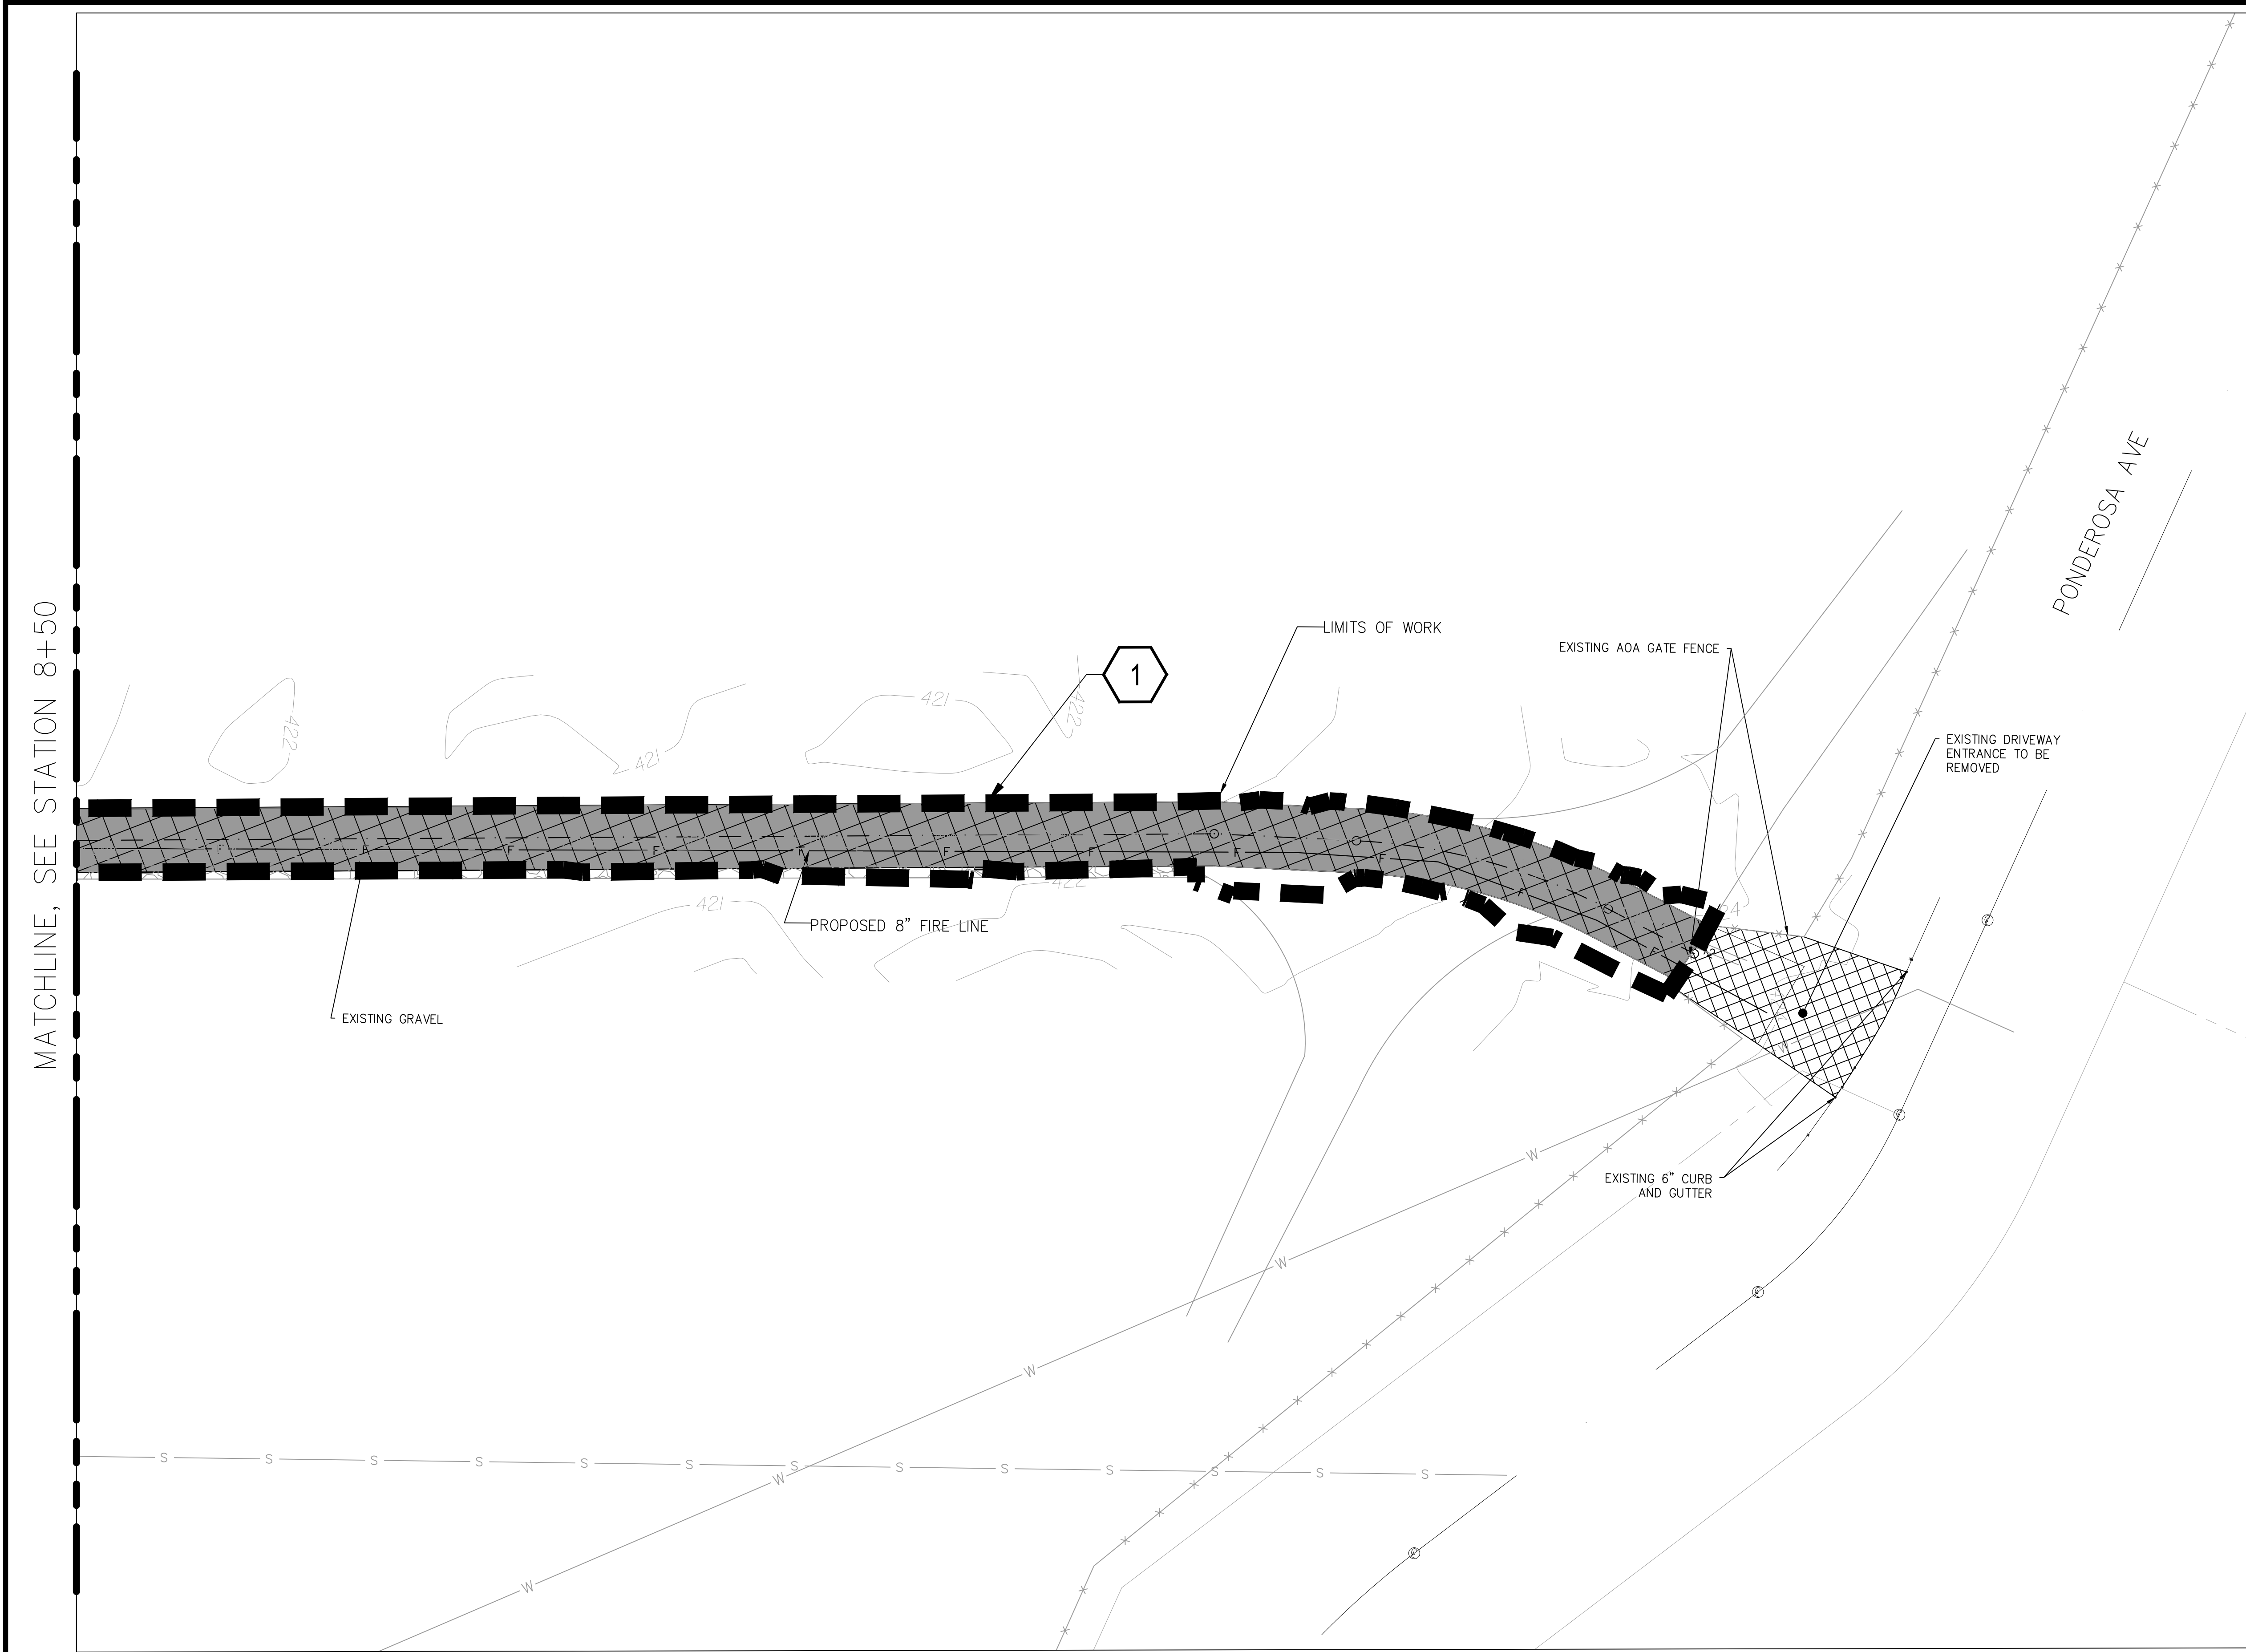 MATCHLINE, SEE STATION 8+50
PONDEROSA AVE
LIMITS OF WORK
EXISTING AOA GATE FENCE
1
421
422
422
421
EXISTING DRIVEWAY
ENTRANCE TO BE
REMOVED
F
F
F
F
F
F
F
F
F
422
421
PROPOSED 8" FIRE LINE
EXISTING GRAVEL
W
W
EXISTING 6" CURB
AND GUTTER
W
W
S S S S S S S S S S S S S
W
W